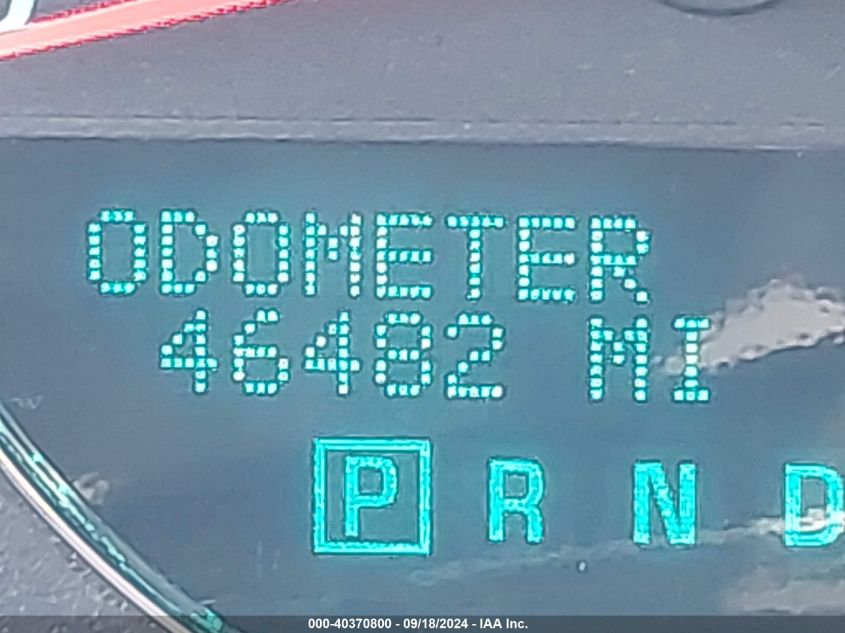 ODOMETER
46482 MI
P R N D
000-40370800 - 09/18/2024 - IAA Inc.